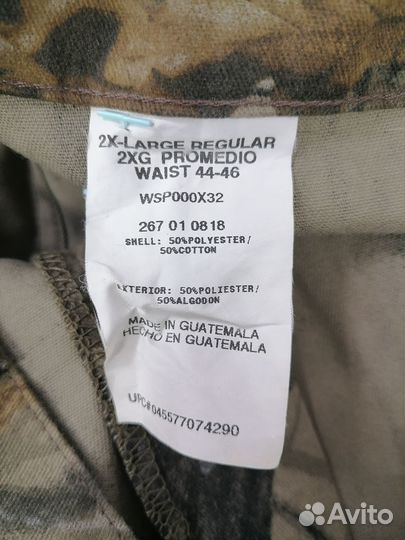 2X-LARGE REGULAR
2XG PROMEDIO
WAIST 44-46
WSP000X32
267 01 0818
SHELL: 50%POLYESTER/
50%COTTON
EXTERIOR: 50%POLIESTER/
50%ALGODON
MADE IN GUATEMALA
HECHO EN GUATEMALA
UPC#045577074290
Avito